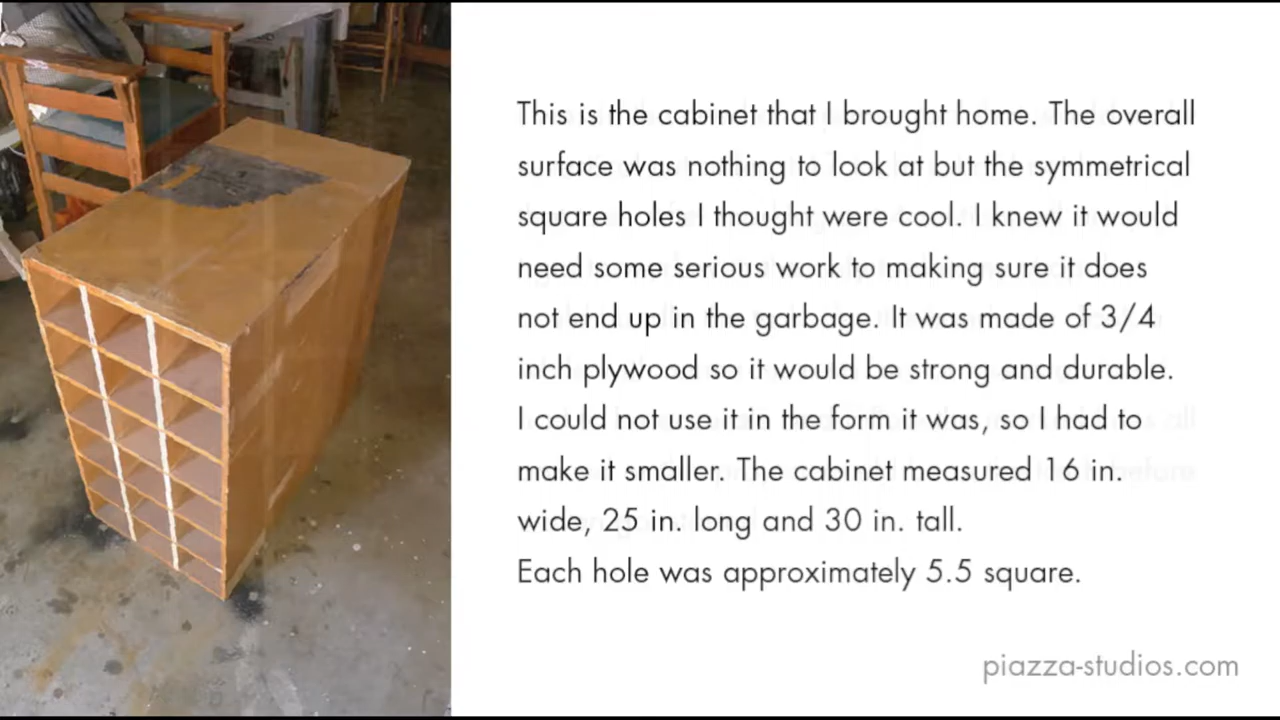 This is the cabinet that I brought home. The overall
surface was nothing to look at but the symmetrical
square holes I thought were cool. I knew it would
need some serious work to making sure it does
not end up in the garbage. It was made of 3/4
inch plywood so it would be strong and durable.
I could not use it in the form it was, so I had to
make it smaller. The cabinet measured 16 in.
wide, 25 in. long and 30 in. tall.
Each hole was approximately 5.5 square.
piazza-studios.com